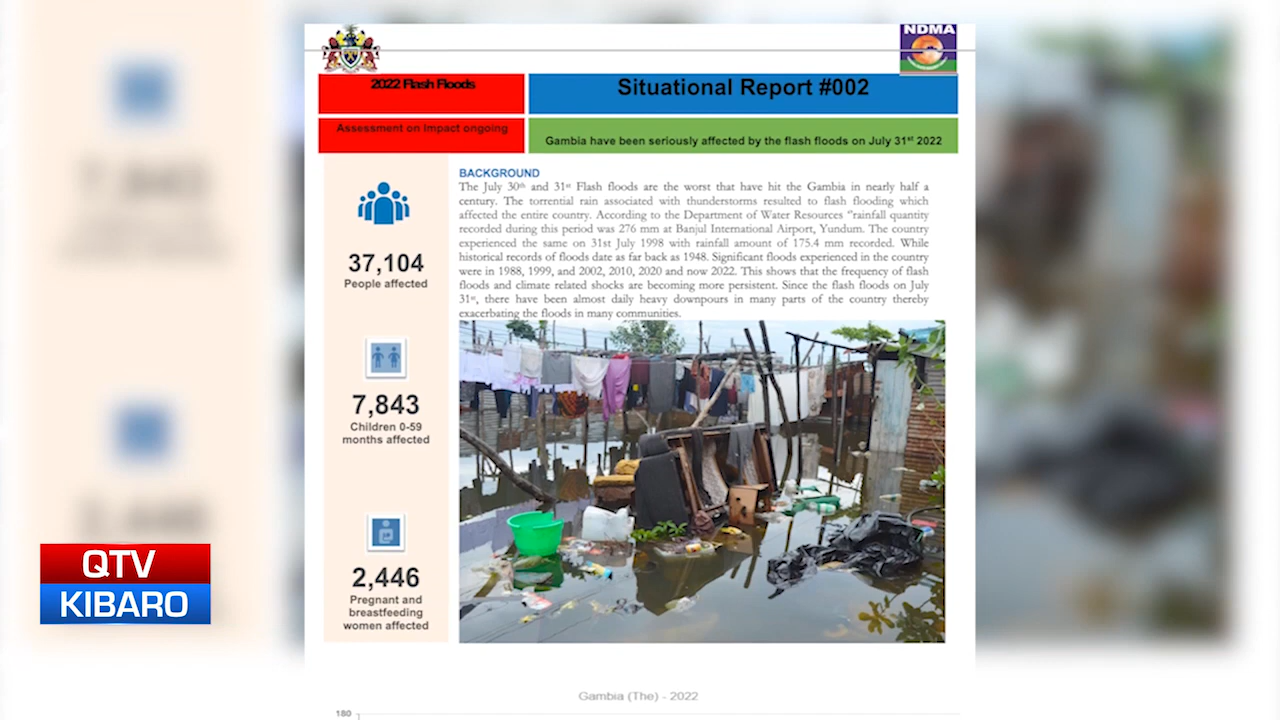 NDMA
2022 Flash Floods
Situational Report #002
Assessment on Impact ongoing
Gambia have been seriously affected by the flash floods on July 31st 2022
37,104
People affected
7,843
Children 0-59
months affected
2,446
Pregnant and
breastfeeding
women affected
BACKGROUND
The July 30th and 31st Flash floods are the worst that have hit the Gambia in nearly half a
century. The torrential rain associated with thunderstorms resulted to flash flooding which
affected the entire country. According to the Department of Water Resources "rainfall quantity
recorded during this period was 276 mm at Banjul International Airport, Yundum. The country
experienced the same on 31st July 1998 with rainfall amount of 175.4 mm recorded. While
historical records of floods date as far back as 1948. Significant floods experienced in the country
were in 1988, 1999, and 2002, 2010, 2020 and now 2022. This shows that the frequency of flash
floods and climate related shocks are becoming more persistent. Since the flash floods on July
31st, there have been almost daily heavy downpours in many parts of the country thereby
exacerbating the floods in many communities.
QTV
KIBARO
Gambia (The) - 2022
180